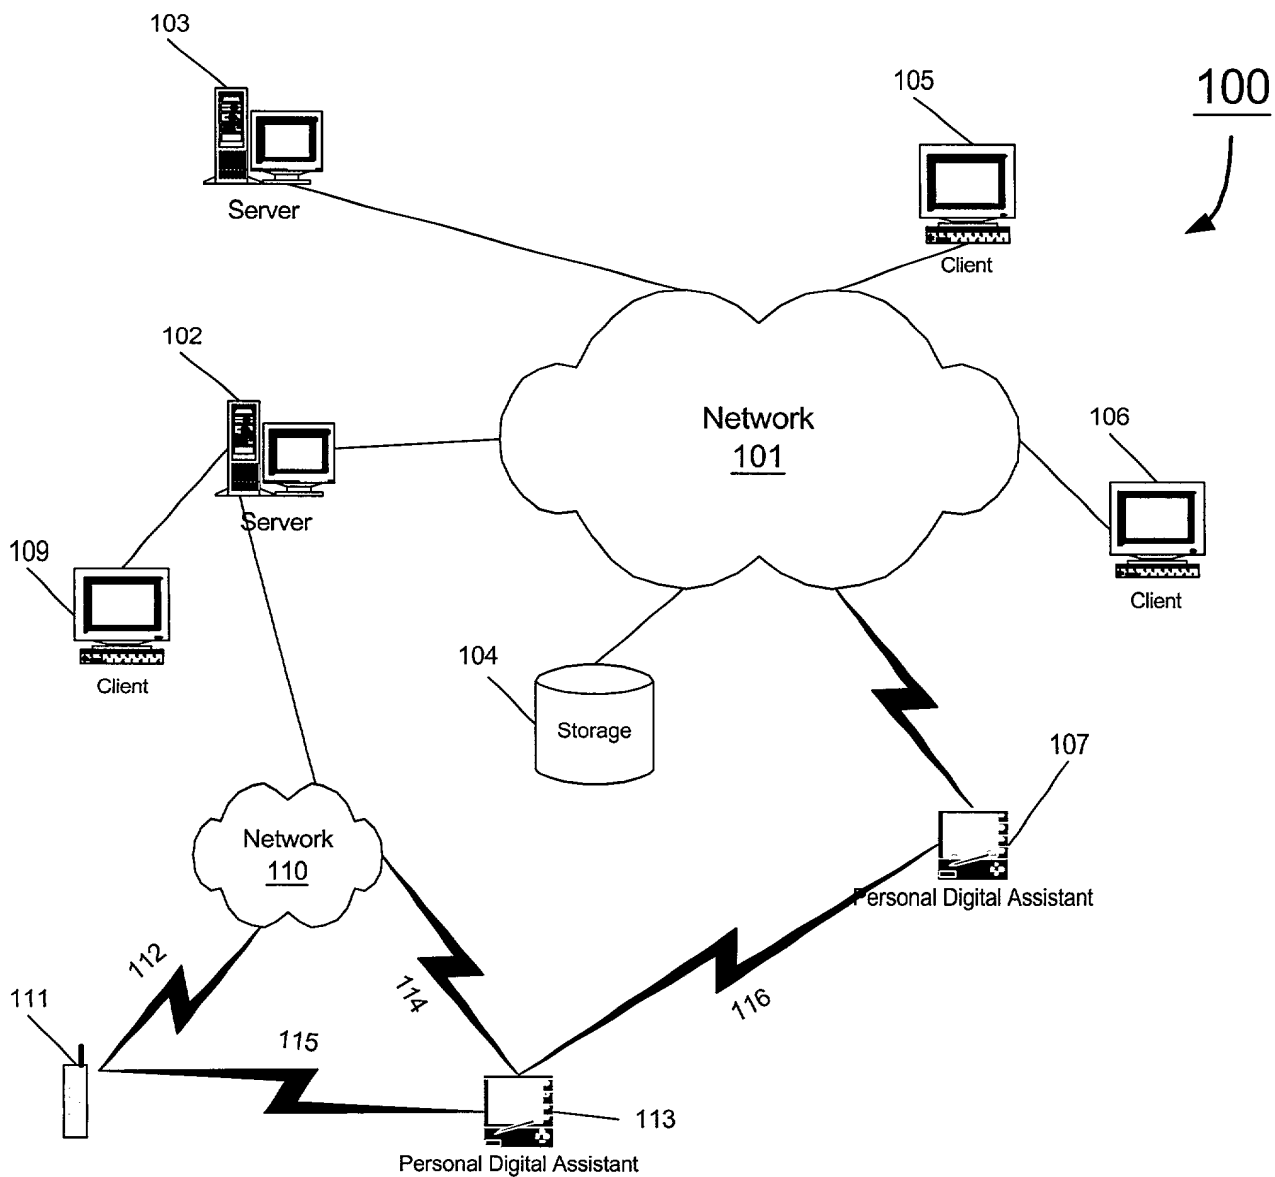 103
105
100
Server
Client
102
Network
101
106
Server
109
Client
Client
104
Storage
107
Network
110
Personal Digital Assistant
112
114
116
111
115
113
Personal Digital Assistant